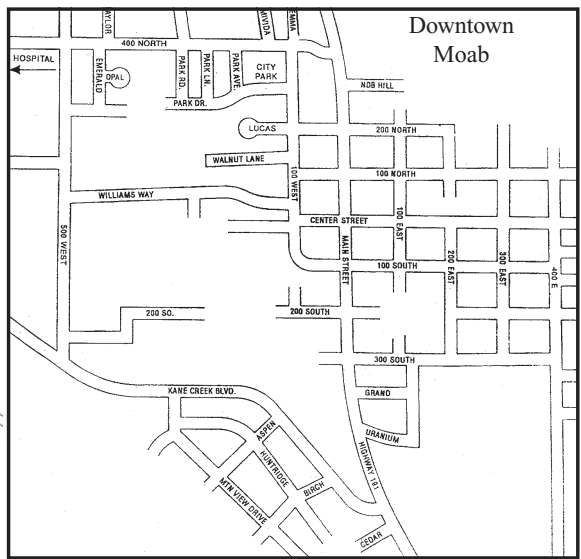 Downtown
Moab
TAYLOR
MIVIDA
EMMA
400 NORTH
HOSPITAL
EMERALD
OPAL
PARK RD.
PARK LN.
PARK AVE.
CITY
PARK
NOB HILL
PARK DR.
LUCAS
200 NORTH
WALNUT LANE
100 NORTH
100 WEST
WILLIAMS WAY
CENTER STREET
100 EAST
500 WEST
MAIN STREET
100 SOUTH
200 EAST
300 EAST
400 E
200 SO.
200 SOUTH
300 SOUTH
KANE CREEK BLVD.
GRAND
ASPEN
URANIUM
HUNTRIDGE
HIGHWAY 191
BIRCH
MTN VIEW DRIVE
CEDAR